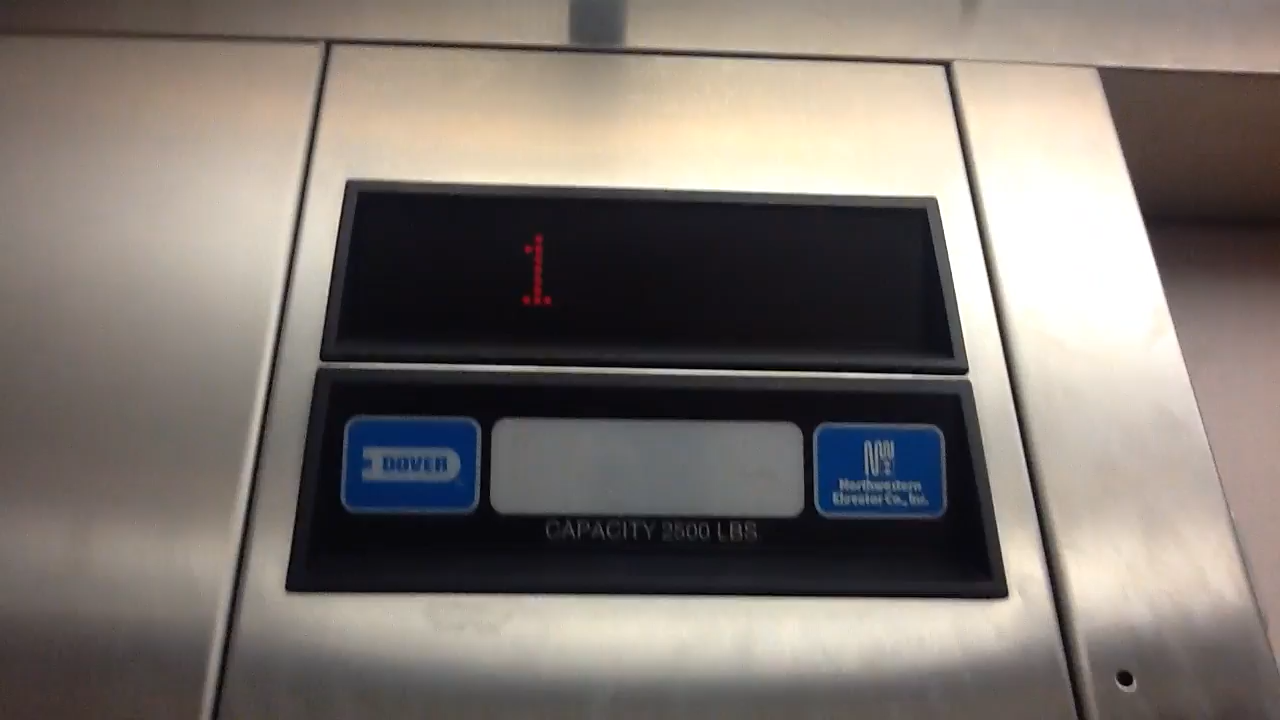 1
DOVER
Northwestern
Elevator Co., Inc.
CAPACITY 2500 LBS.